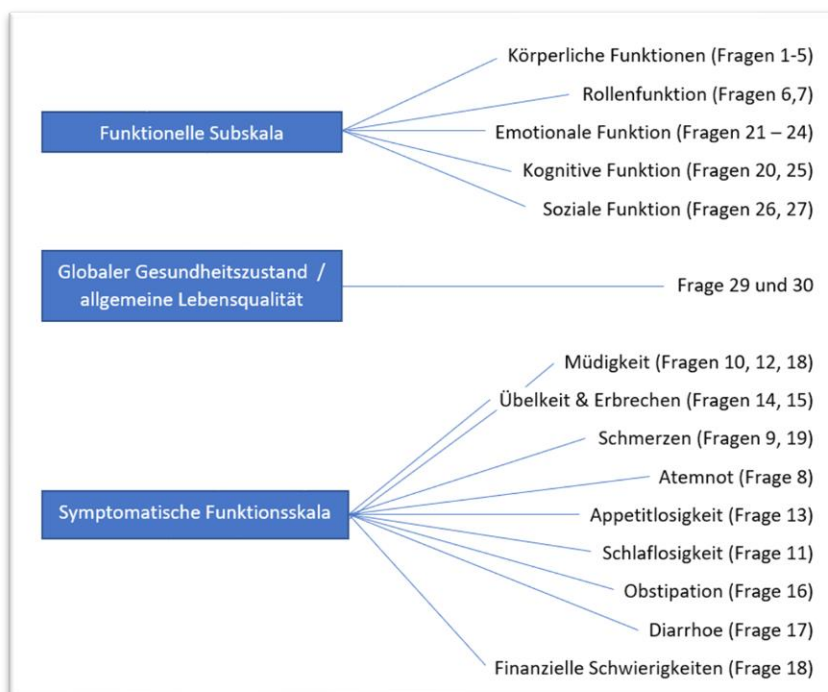 Funktionelle Subskala
Körperliche Funktionen (Fragen 1-5)
Rollenfunktion (Fragen 6,7)
Emotionale Funktion (Fragen 21 – 24)
Kognitive Funktion (Fragen 20, 25)
Soziale Funktion (Fragen 26, 27)
Globaler Gesundheitszustand /
allgemeine Lebensqualität
Frage 29 und 30
Symptomatische Funktionsskala
Müdigkeit (Fragen 10, 12, 18)
Übelkeit & Erbrechen (Fragen 14, 15)
Schmerzen (Fragen 9, 19)
Atemnot (Frage 8)
Appetitlosigkeit (Frage 13)
Schlaflosigkeit (Frage 11)
Obstipation (Frage 16)
Diarrhoe (Frage 17)
Finanzielle Schwierigkeiten (Frage 18)